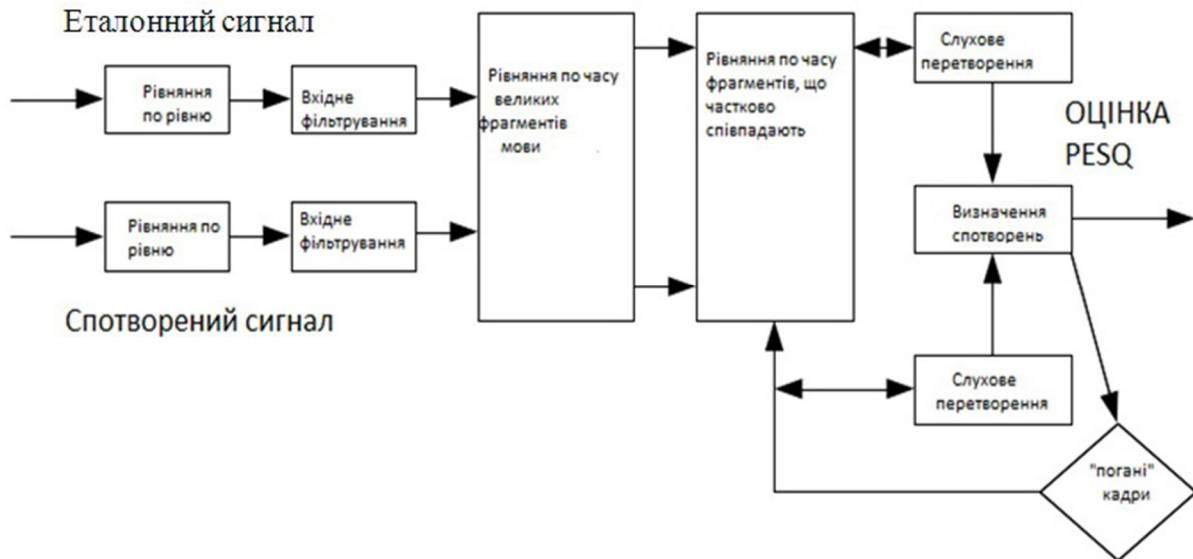 Еталонний сигнал
Рівняння
по рівню
Вхідне
фільтрування
Рівняння по часу
великих
фрагментів
мови
Рівняння по часу
фрагментів, що
частково
співпадають
Слухове
перетворення
ОЦІНКА
PESQ
Рівняння по
рівню
Вхідне
фільтрування
Визначення
спотворень
Спотворений сигнал
Слухове
перетворення
"погані"
кадри